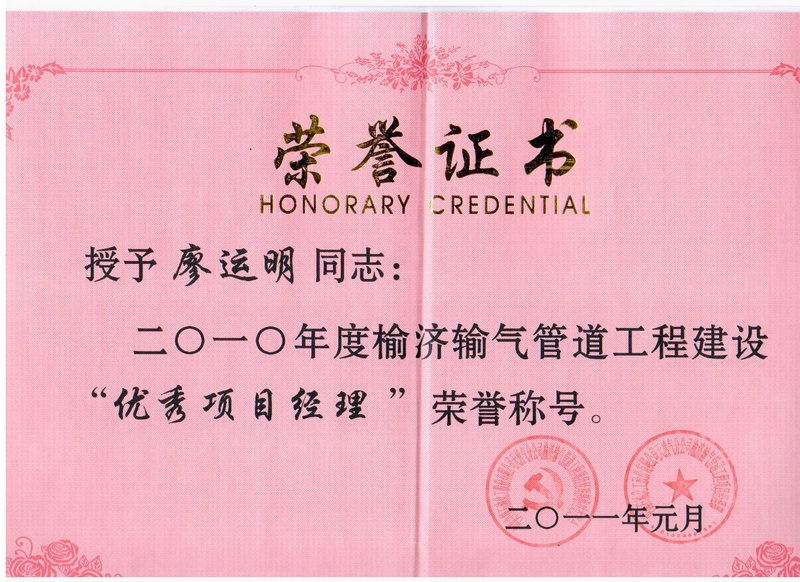 荣誉证书
HONORARY CREDENTIAL
授予 廖运明 同志：
二〇一〇年度榆济输气管道工程建设
“优秀项目经理”荣誉称号。
二〇一一年元月